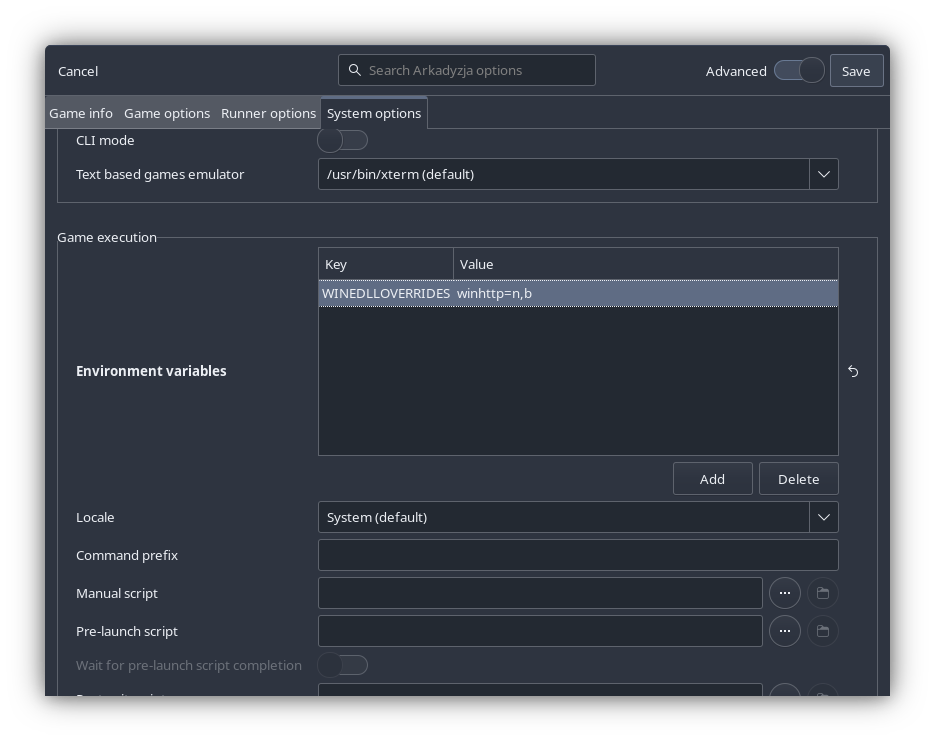 Cancel
Search Arkadyzja options
Advanced
Save
Game info Game options Runner options System options
CLI mode
Text based games emulator /usr/bin/xterm (default)
Game execution
Key Value
WINEDLLOVERRIDES winhttp=n,b
Environment variables
Add Delete
Locale System (default)
Command prefix
Manual script
Pre-launch script
Wait for pre-launch script completion